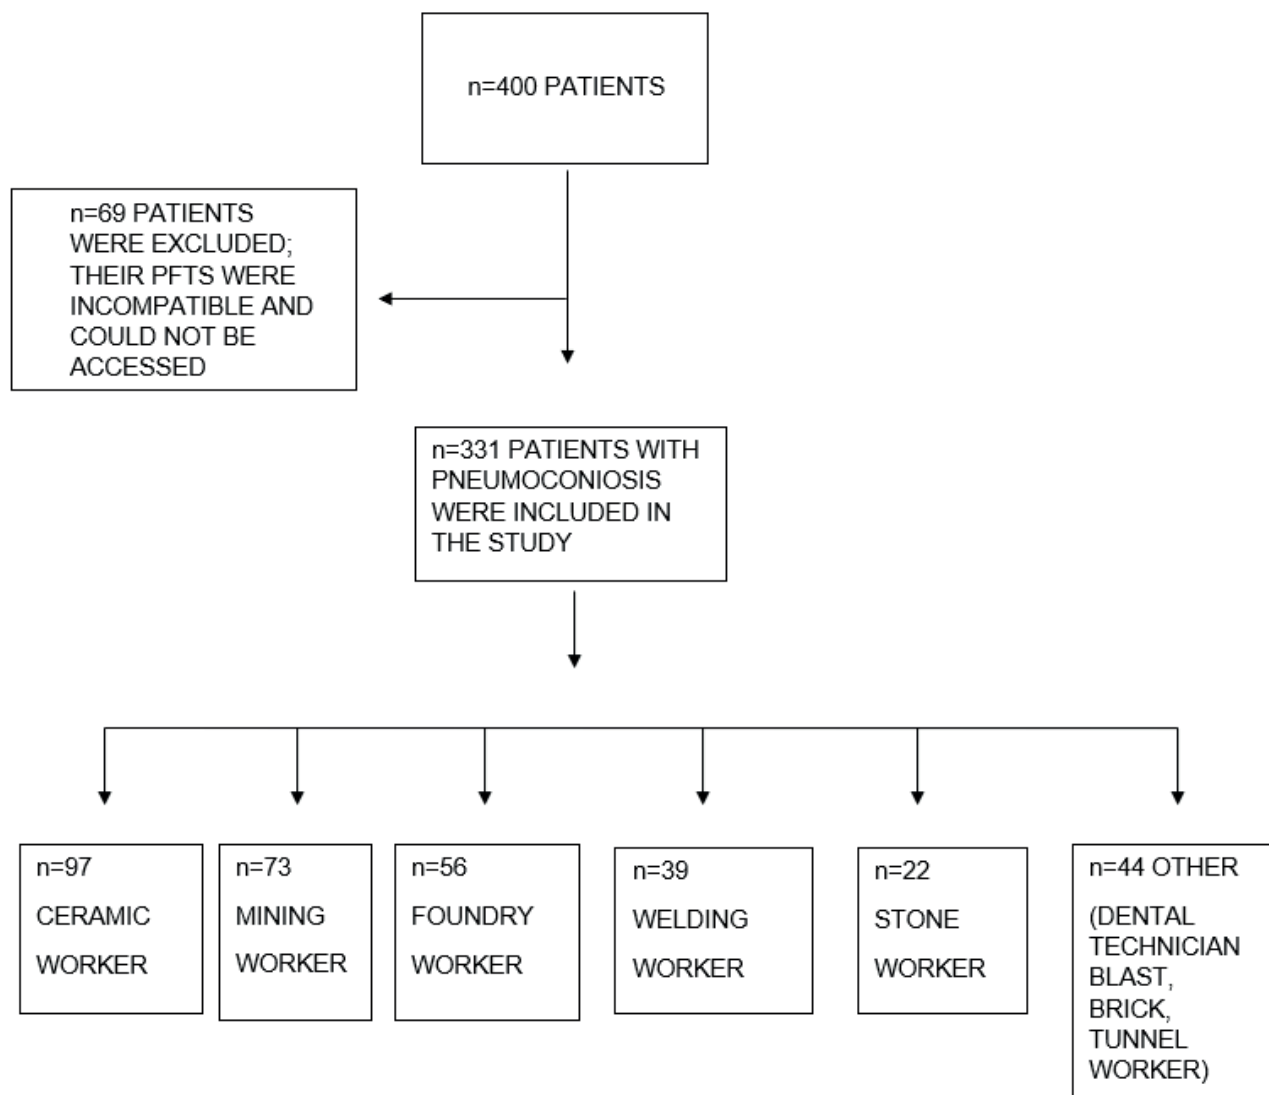 n=400 PATIENTS
n=69 PATIENTS
WERE EXCLUDED;
THEIR PFTS WERE
INCOMPATIBLE AND
COULD NOT BE
ACCESSED
n=331 PATIENTS WITH
PNEUMOCONIOSIS
WERE INCLUDED IN
THE STUDY
n=97
CERAMIC
WORKER
n=73
MINING
WORKER
n=56
FOUNDRY
WORKER
n=39
WELDING
WORKER
n=22
STONE
WORKER
n=44 OTHER
(DENTAL
TECHNICIAN
BLAST,
BRICK,
TUNNEL
WORKER)